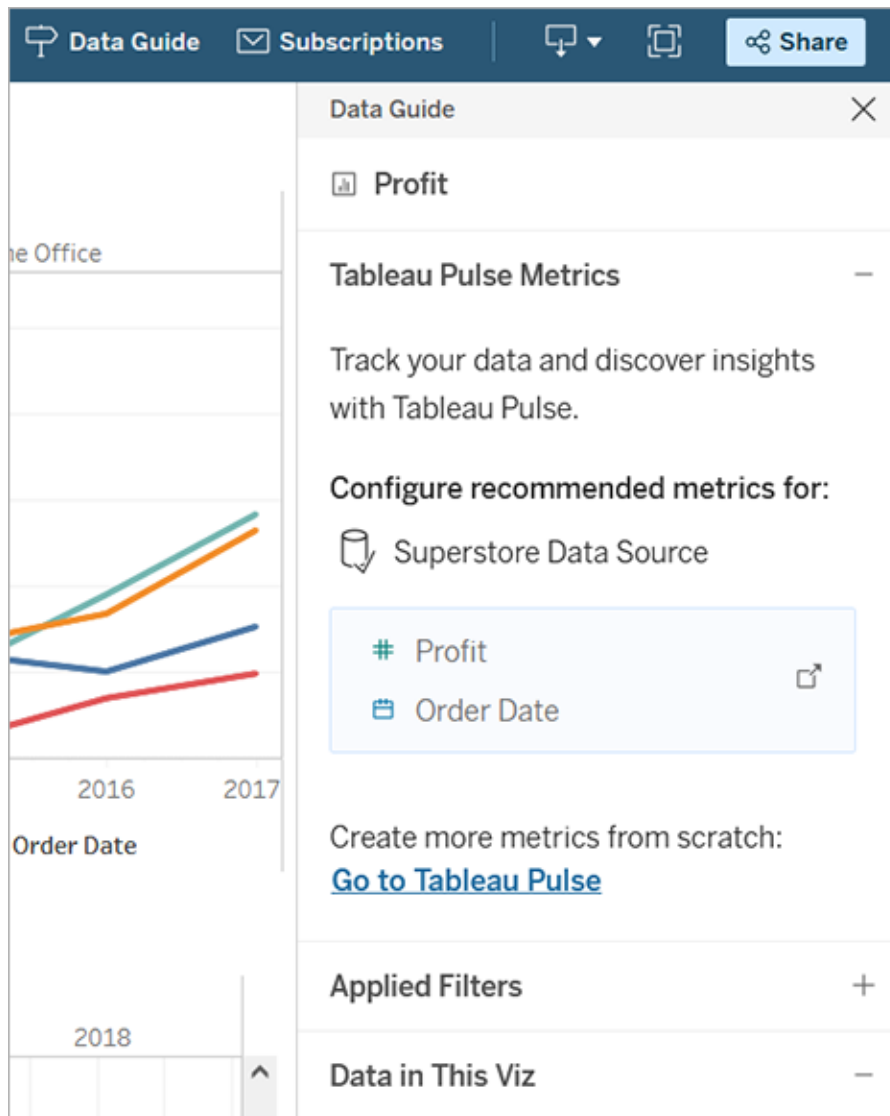 Data Guide
Subscriptions
Share
Data Guide
Profit
ne Office
Tableau Pulse Metrics
Track your data and discover insights
with Tableau Pulse.
Configure recommended metrics for:
Superstore Data Source
Profit
Order Date
2016
2017
Order Date
Create more metrics from scratch:
Go to Tableau Pulse
Applied Filters
2018
Data in This Viz